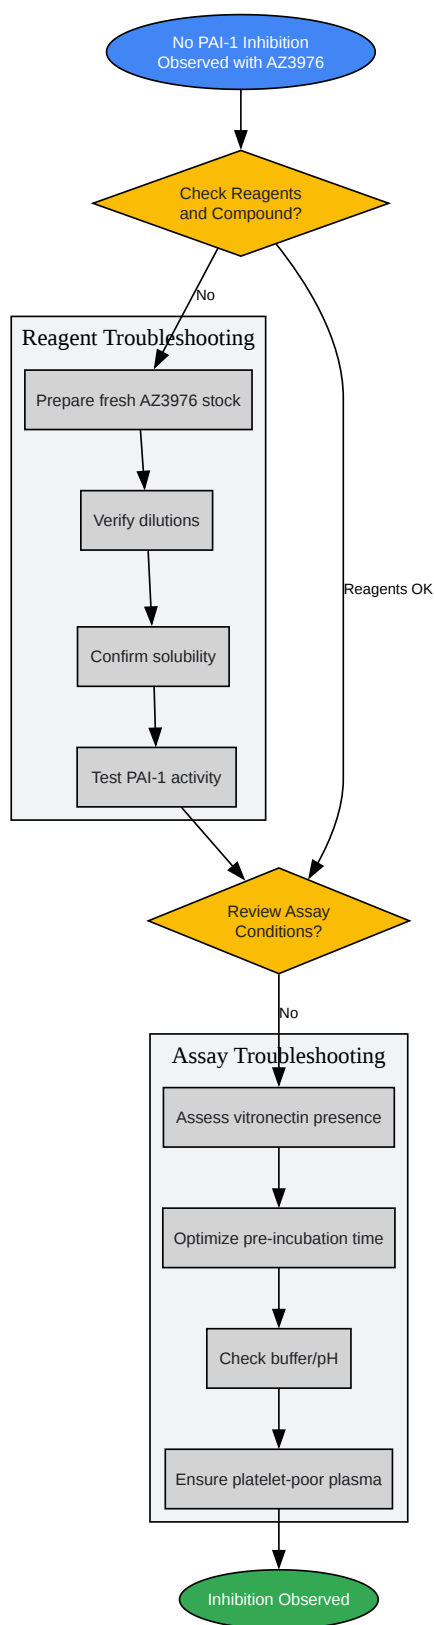 No PAI-1 Inhibition
Observed with AZ3976
Check Reagents
and Compound?
No
Reagent Troubleshooting
Prepare fresh AZ3976 stock
Verify dilutions
Reagents OK
Confirm solubility
Test PAI-1 activity
Review Assay
Conditions?
No
Assay Troubleshooting
Assess vitronectin presence
Optimize pre-incubation time
Check buffer/pH
Ensure platelet-poor plasma
Inhibition Observed